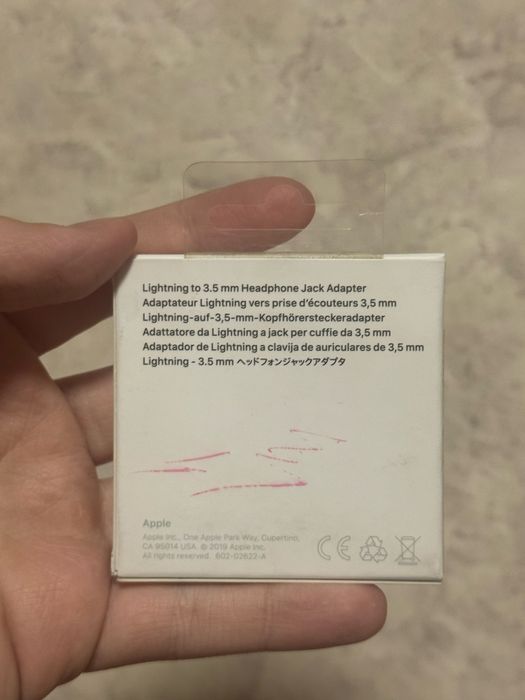 Lightning to 3.5 mm Headphone Jack Adapter
Adaptateur Lightning vers prise d'écouteurs 3,5 mm
Lightning-auf-3,5-mm-Kopfhörersteckeradapter
Adattatore da Lightning a jack per cuffie da 3,5 mm
Adaptador de Lightning a clavija de auriculares de 3,5 mm
Lightning - 3.5 mm ヘッドフォンジャックアダプタ
Apple
Apple Inc., One Apple Park Way, Cupertino,
CA 95014 USA. © 2019 Apple Inc.
All rights reserved. 602-02622-A
CE